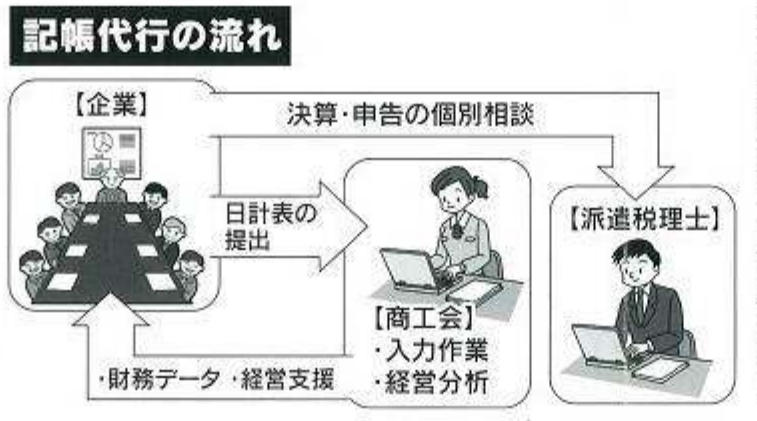 記帳代行の流れ
【企業】
決算・申告の個別相談
日計表の
提出
【派遣税理士】
【商工会】
・入力作業
・経営分析
・財務データ ・経営支援